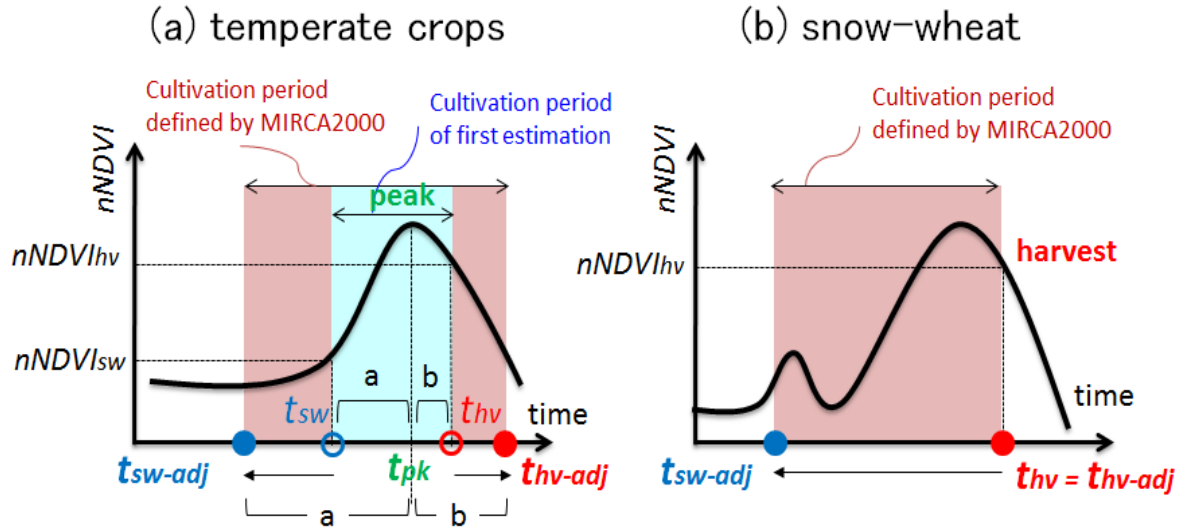 (a) temperate crops
Cultivation period
defined by MIRCA2000
Cultivation period
of first estimation
nNDVI
peak
nNDVIhv
nNDVIsw
a
b
tsw
thv
time
tsw-adj
tpk
thv-adj
a
b
(b) snow-wheat
Cultivation period
defined by MIRCA2000
nNDVI
nNDVIhv
harvest
time
tsw-adj
thv = thv-adj